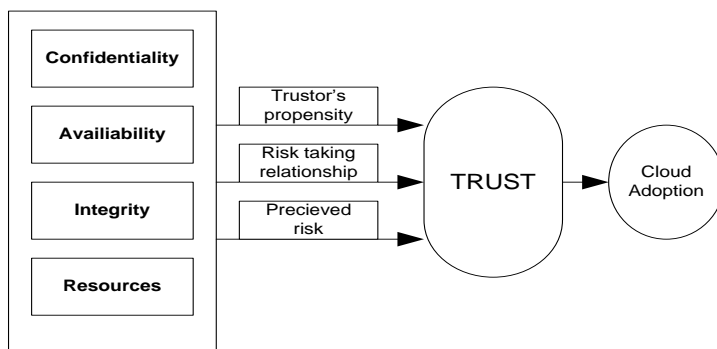 Confidentiality
Availiability
Integrity
Resources
Trustor's
propensity
Risk taking
relationship
Precieved
risk
TRUST
Cloud
Adoption